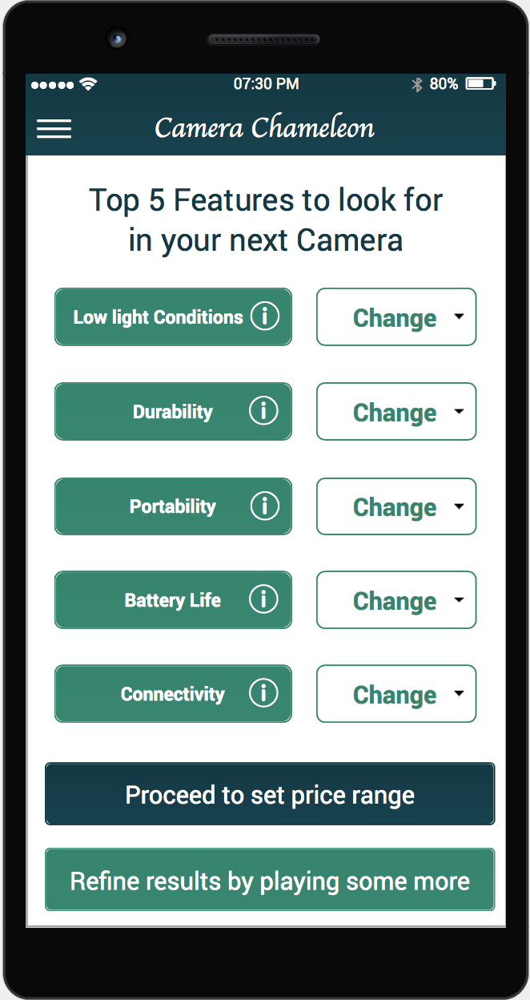 07:30 PM 80%
Camera Chameleon
Top 5 Features to look for
in your next Camera
Low light Conditions i Change
Durability i Change
Portability i Change
Battery Life i Change
Connectivity i Change
Proceed to set price range
Refine results by playing some more